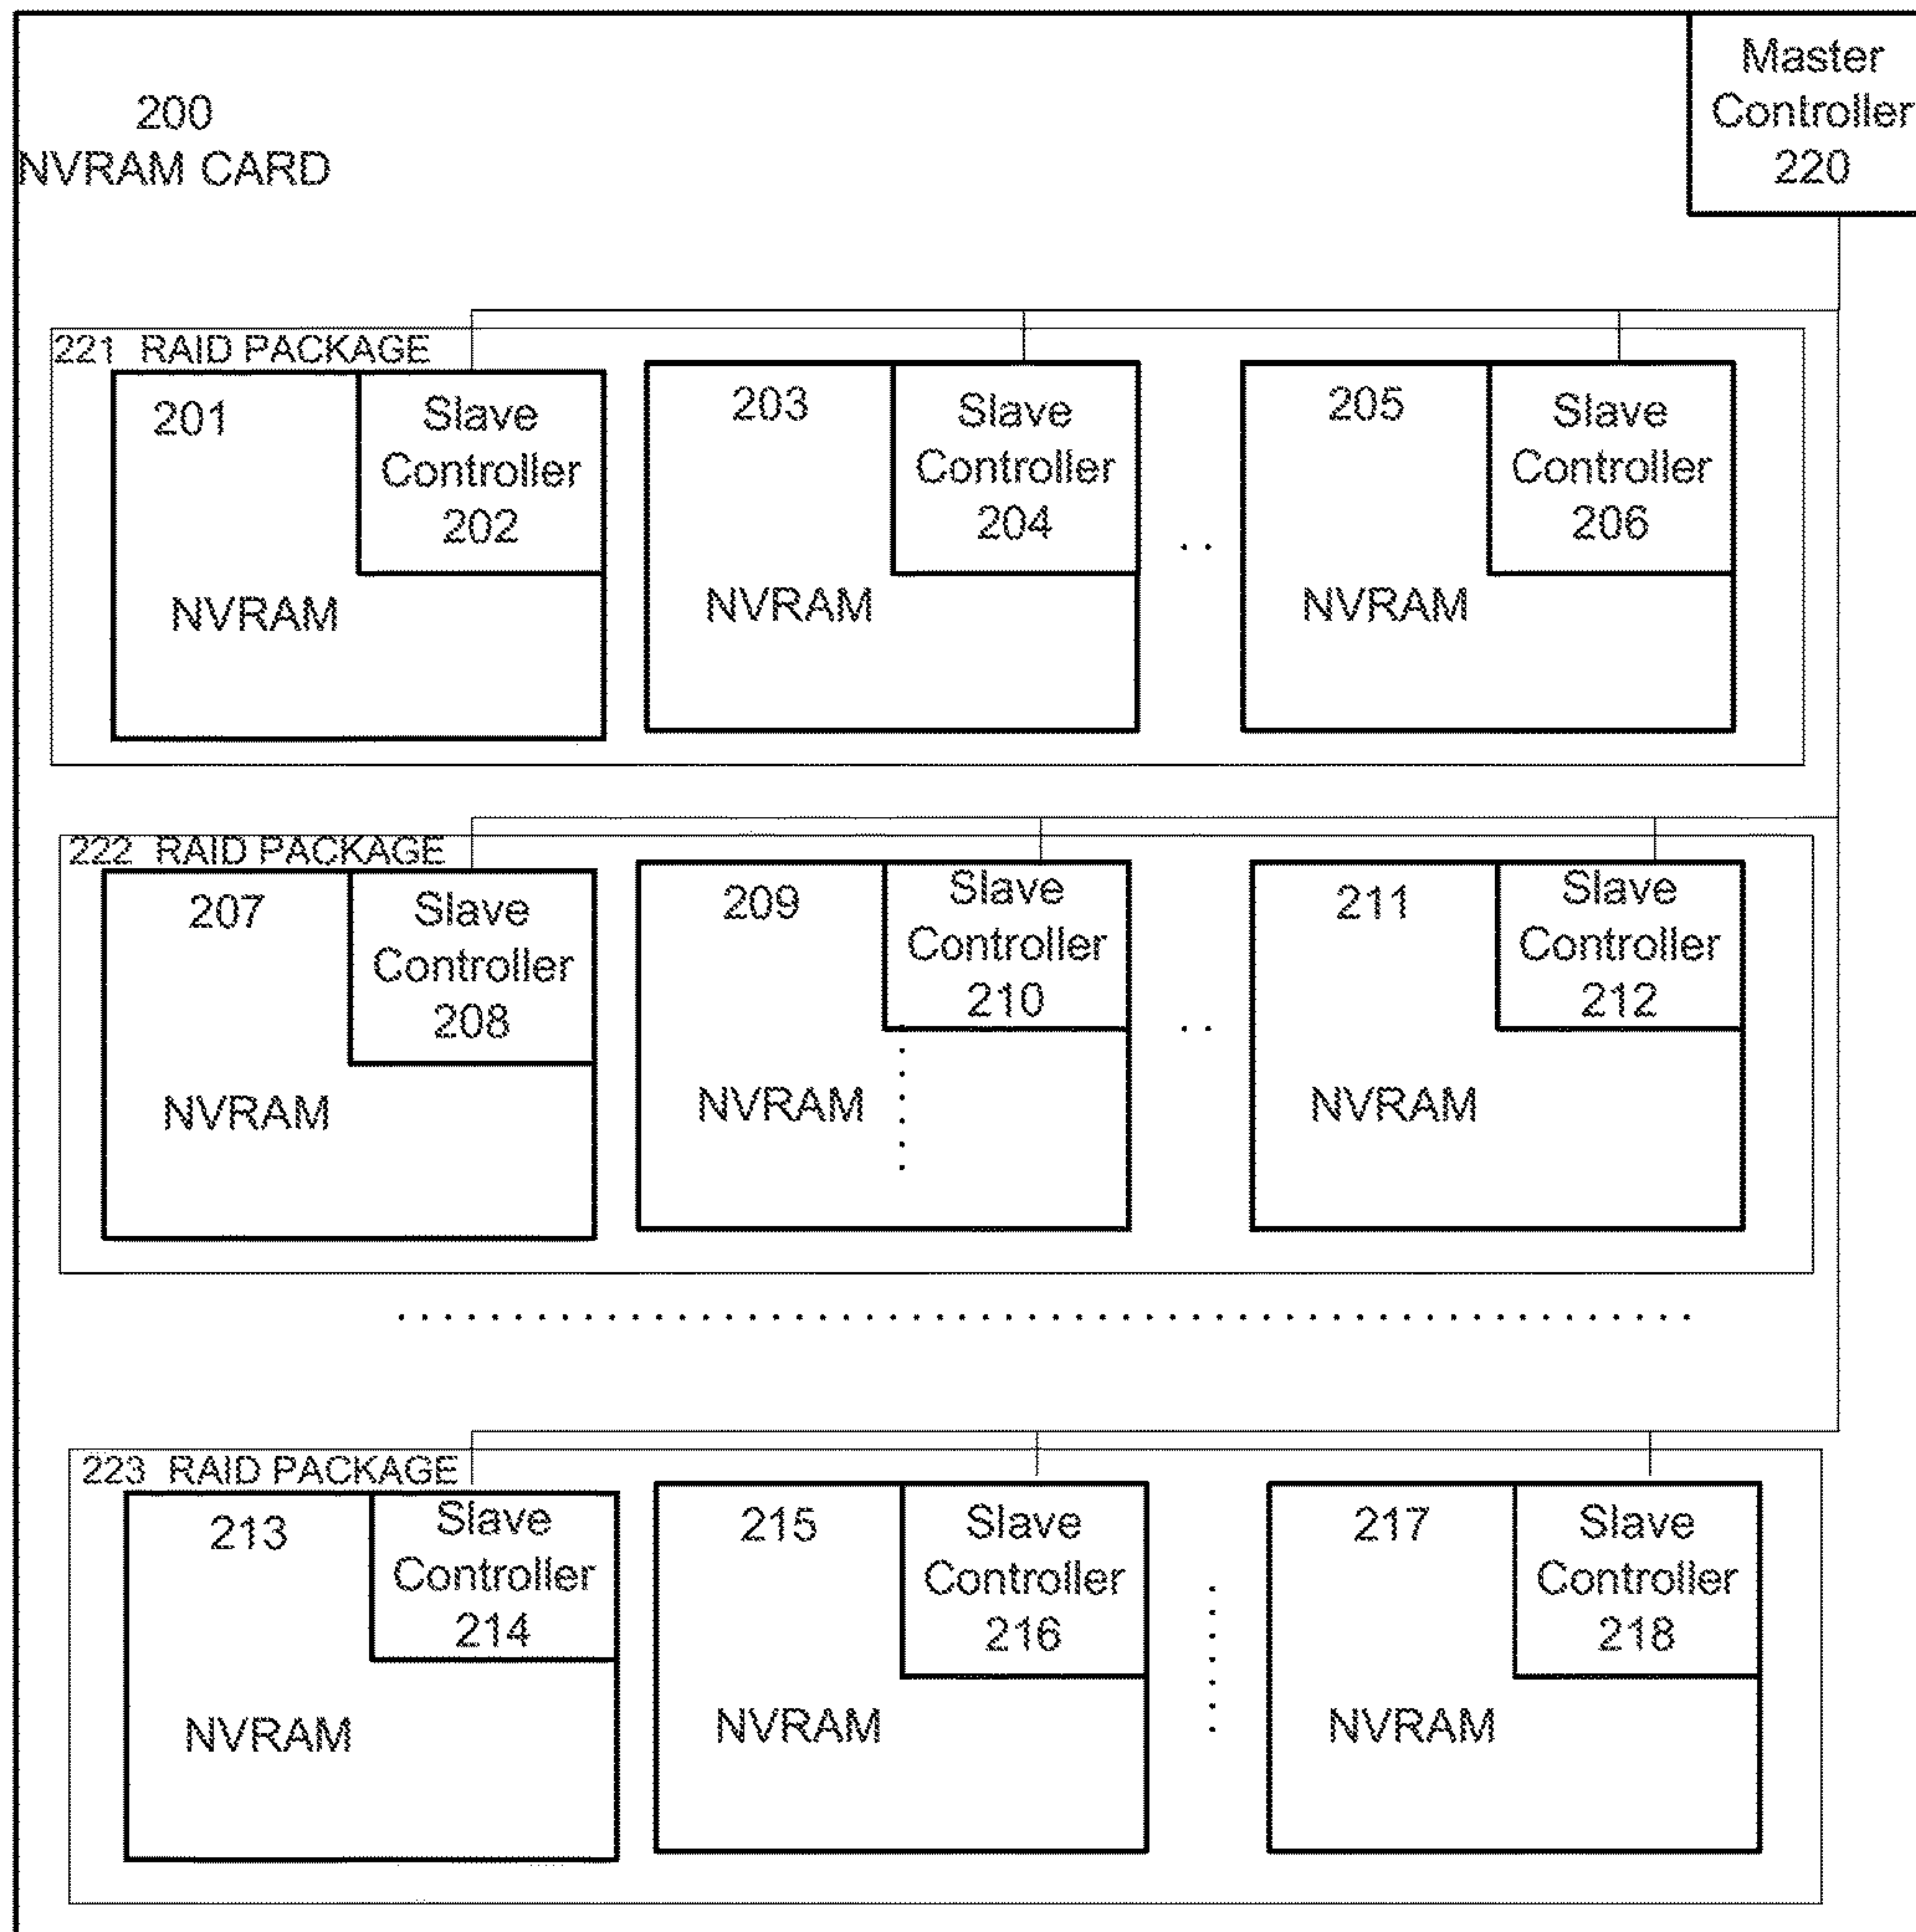 200
NVRAM CARD
Master
Controller
220
221 RAID PACKAGE
201
Slave
Controller
202
NVRAM
203
Slave
Controller
204
NVRAM
205
Slave
Controller
206
NVRAM
222 RAID PACKAGE
207
Slave
Controller
208
NVRAM
209
Slave
Controller
210
NVRAM
211
Slave
Controller
212
NVRAM
223 RAID PACKAGE
213
Slave
Controller
214
NVRAM
215
Slave
Controller
216
NVRAM
217
Slave
Controller
218
NVRAM